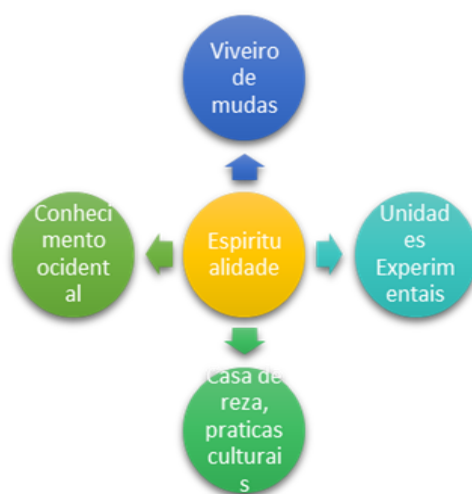 Viveiro
de
mudas
Conheci
mento
ocident
al
Espiritu
alidade
Unidad
es
Experim
entais
Casa de
reza,
praticas
culturai
s